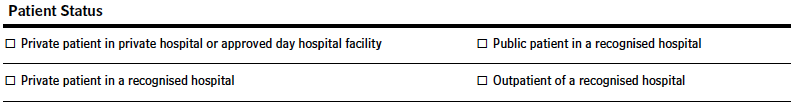 Patient Status
☐ Private patient in private hospital or approved day hospital facility ☐ Public patient in a recognised hospital
☐ Private patient in a recognised hospital ☐ Outpatient of a recognised hospital